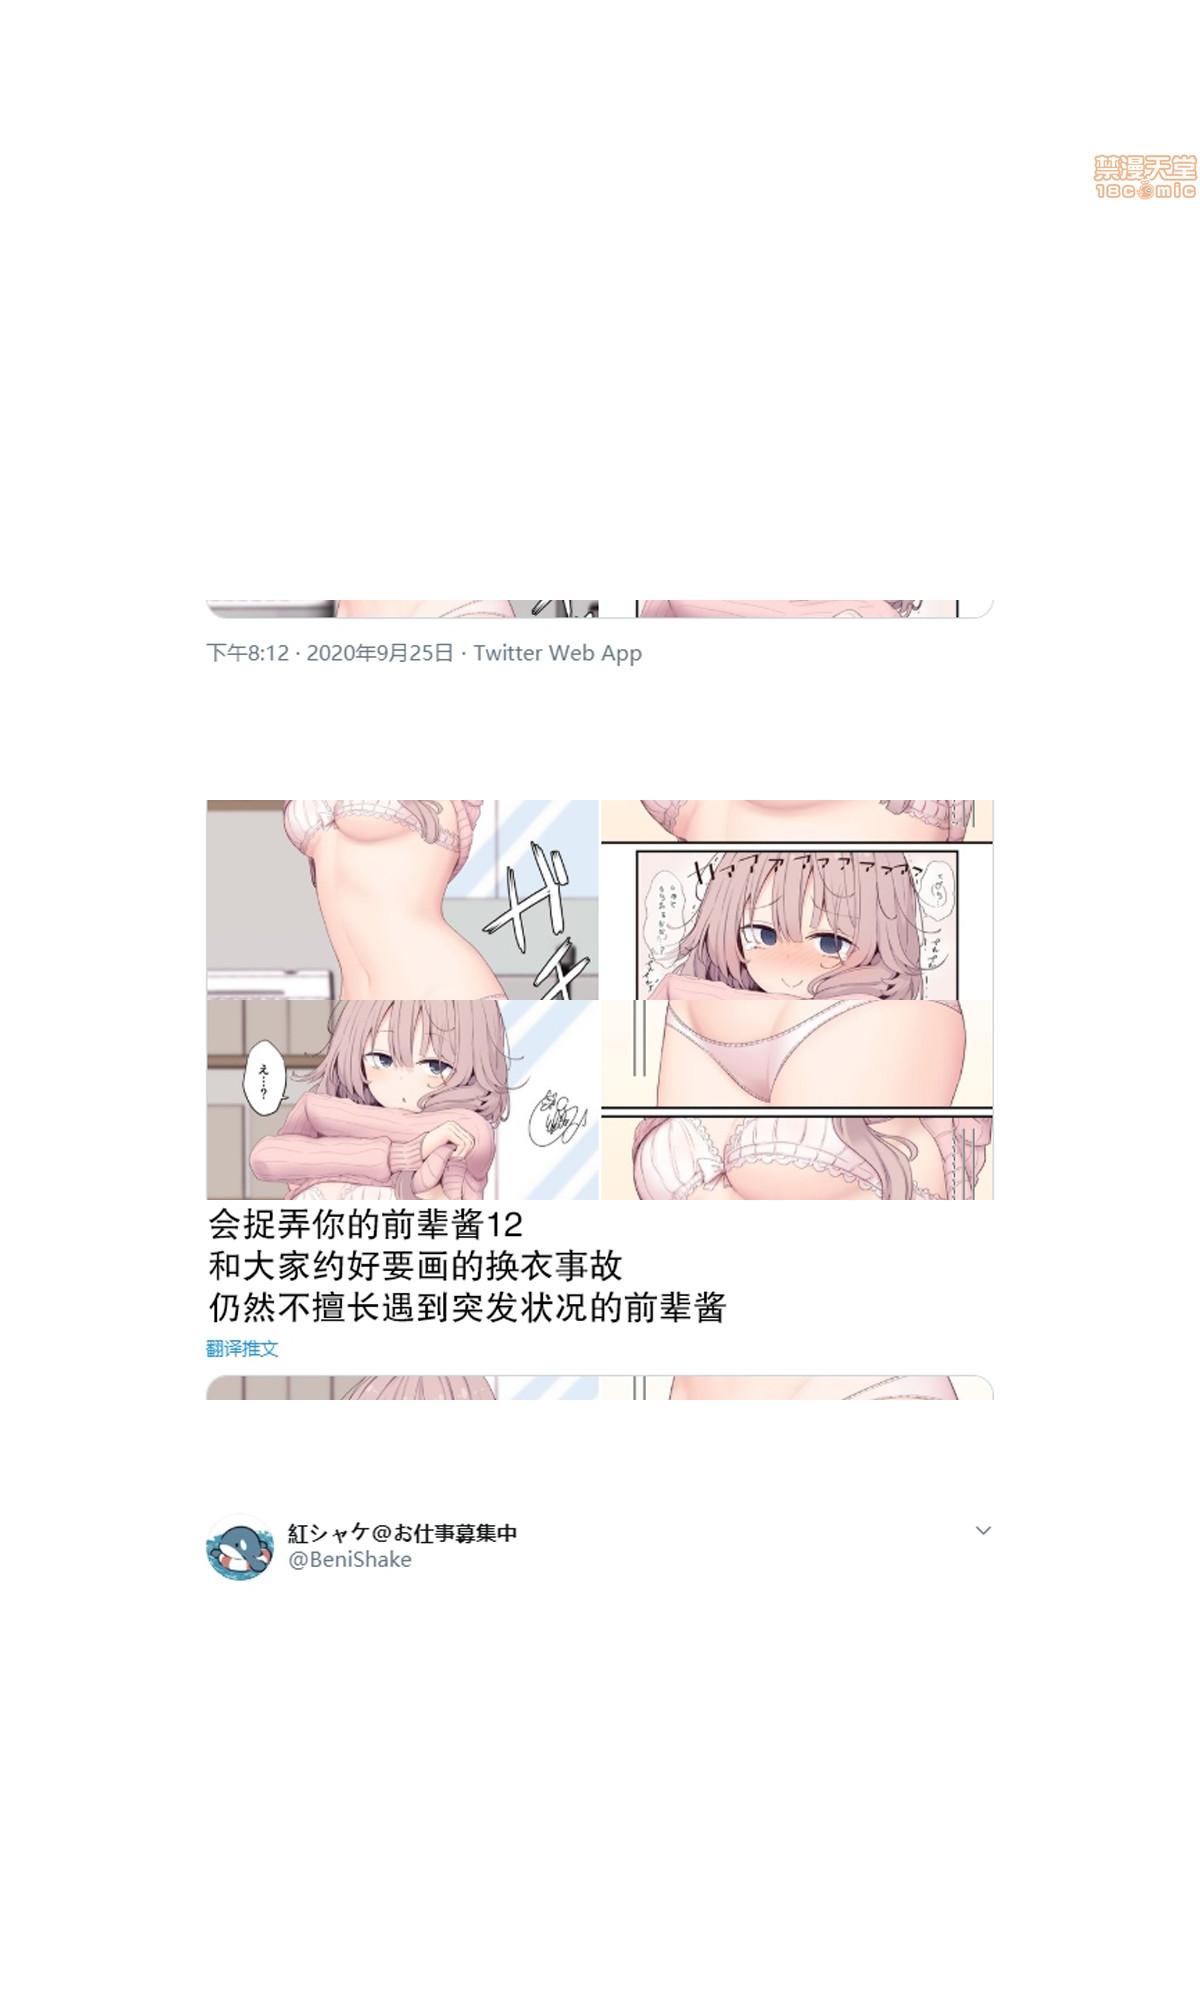 禁漫天堂
18comic
下午8:12 · 2020年9月25日 · Twitter Web App
ガ
え…?
会捉弄你的前辈酱12
和大家约好要画的换衣事故
仍然不擅长遇到突发状况的前辈酱
翻译推文
紅シャケ@お仕事募集中
@BeniShake